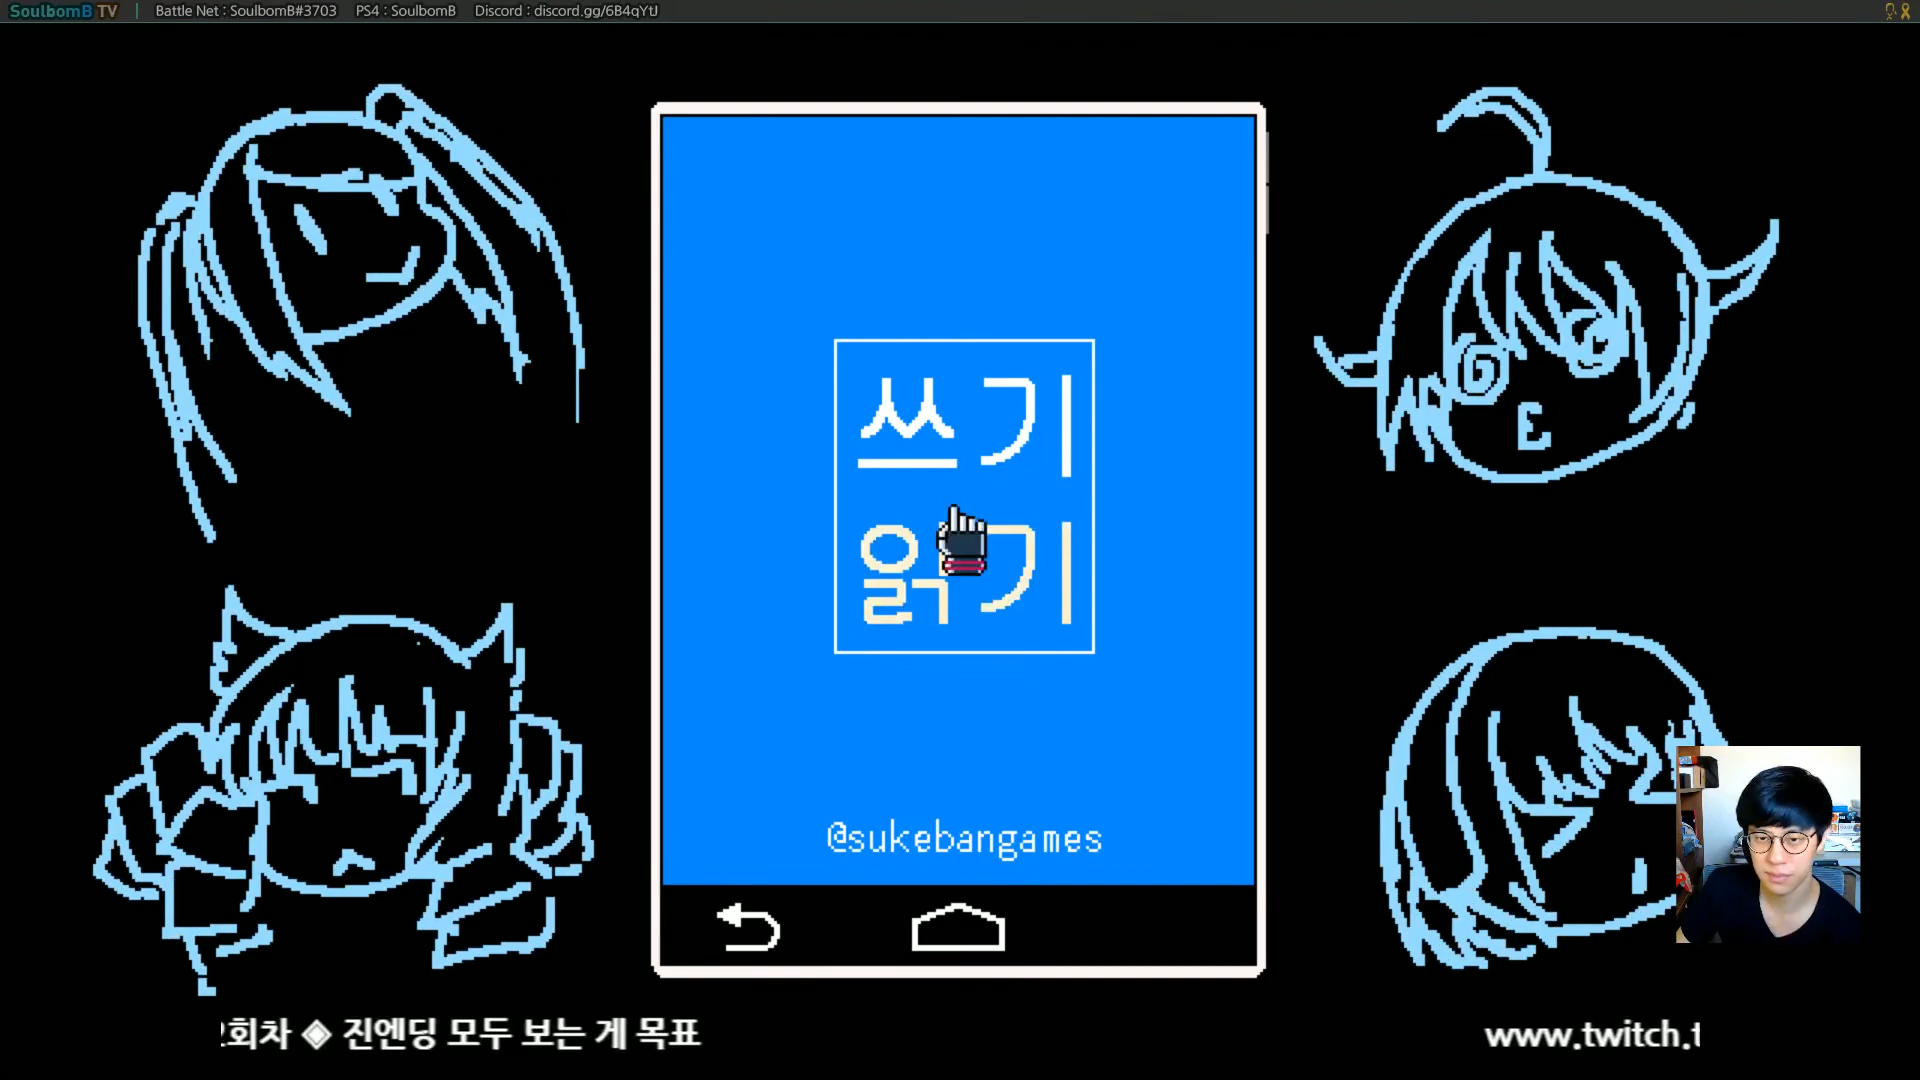 SoulbomB TV | Battle Net : SoulbomB#3703 PS4 : SoulbomB Discord : discord.gg/6B4qYtJ
쓰기
읽기
@sukebangames
회차 ◈ 진엔딩 모두 보는 게 목표
www.twitch.t